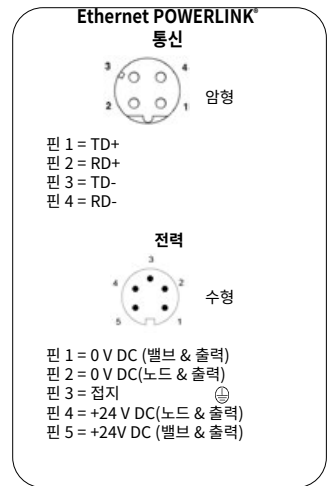 Ethernet POWERLINK®
통신
3 4
2 1
암형
핀 1 = TD+
핀 2 = RD+
핀 3 = TD-
핀 4 = RD-
전력
3
4 2
수형
5 1
핀 1 = 0 V DC (밸브 & 출력)
핀 2 = 0 V DC(노드 & 출력)
핀 3 = 접지
핀 4 = +24 V DC(노드 & 출력)
핀 5 = +24V DC (밸브 & 출력)